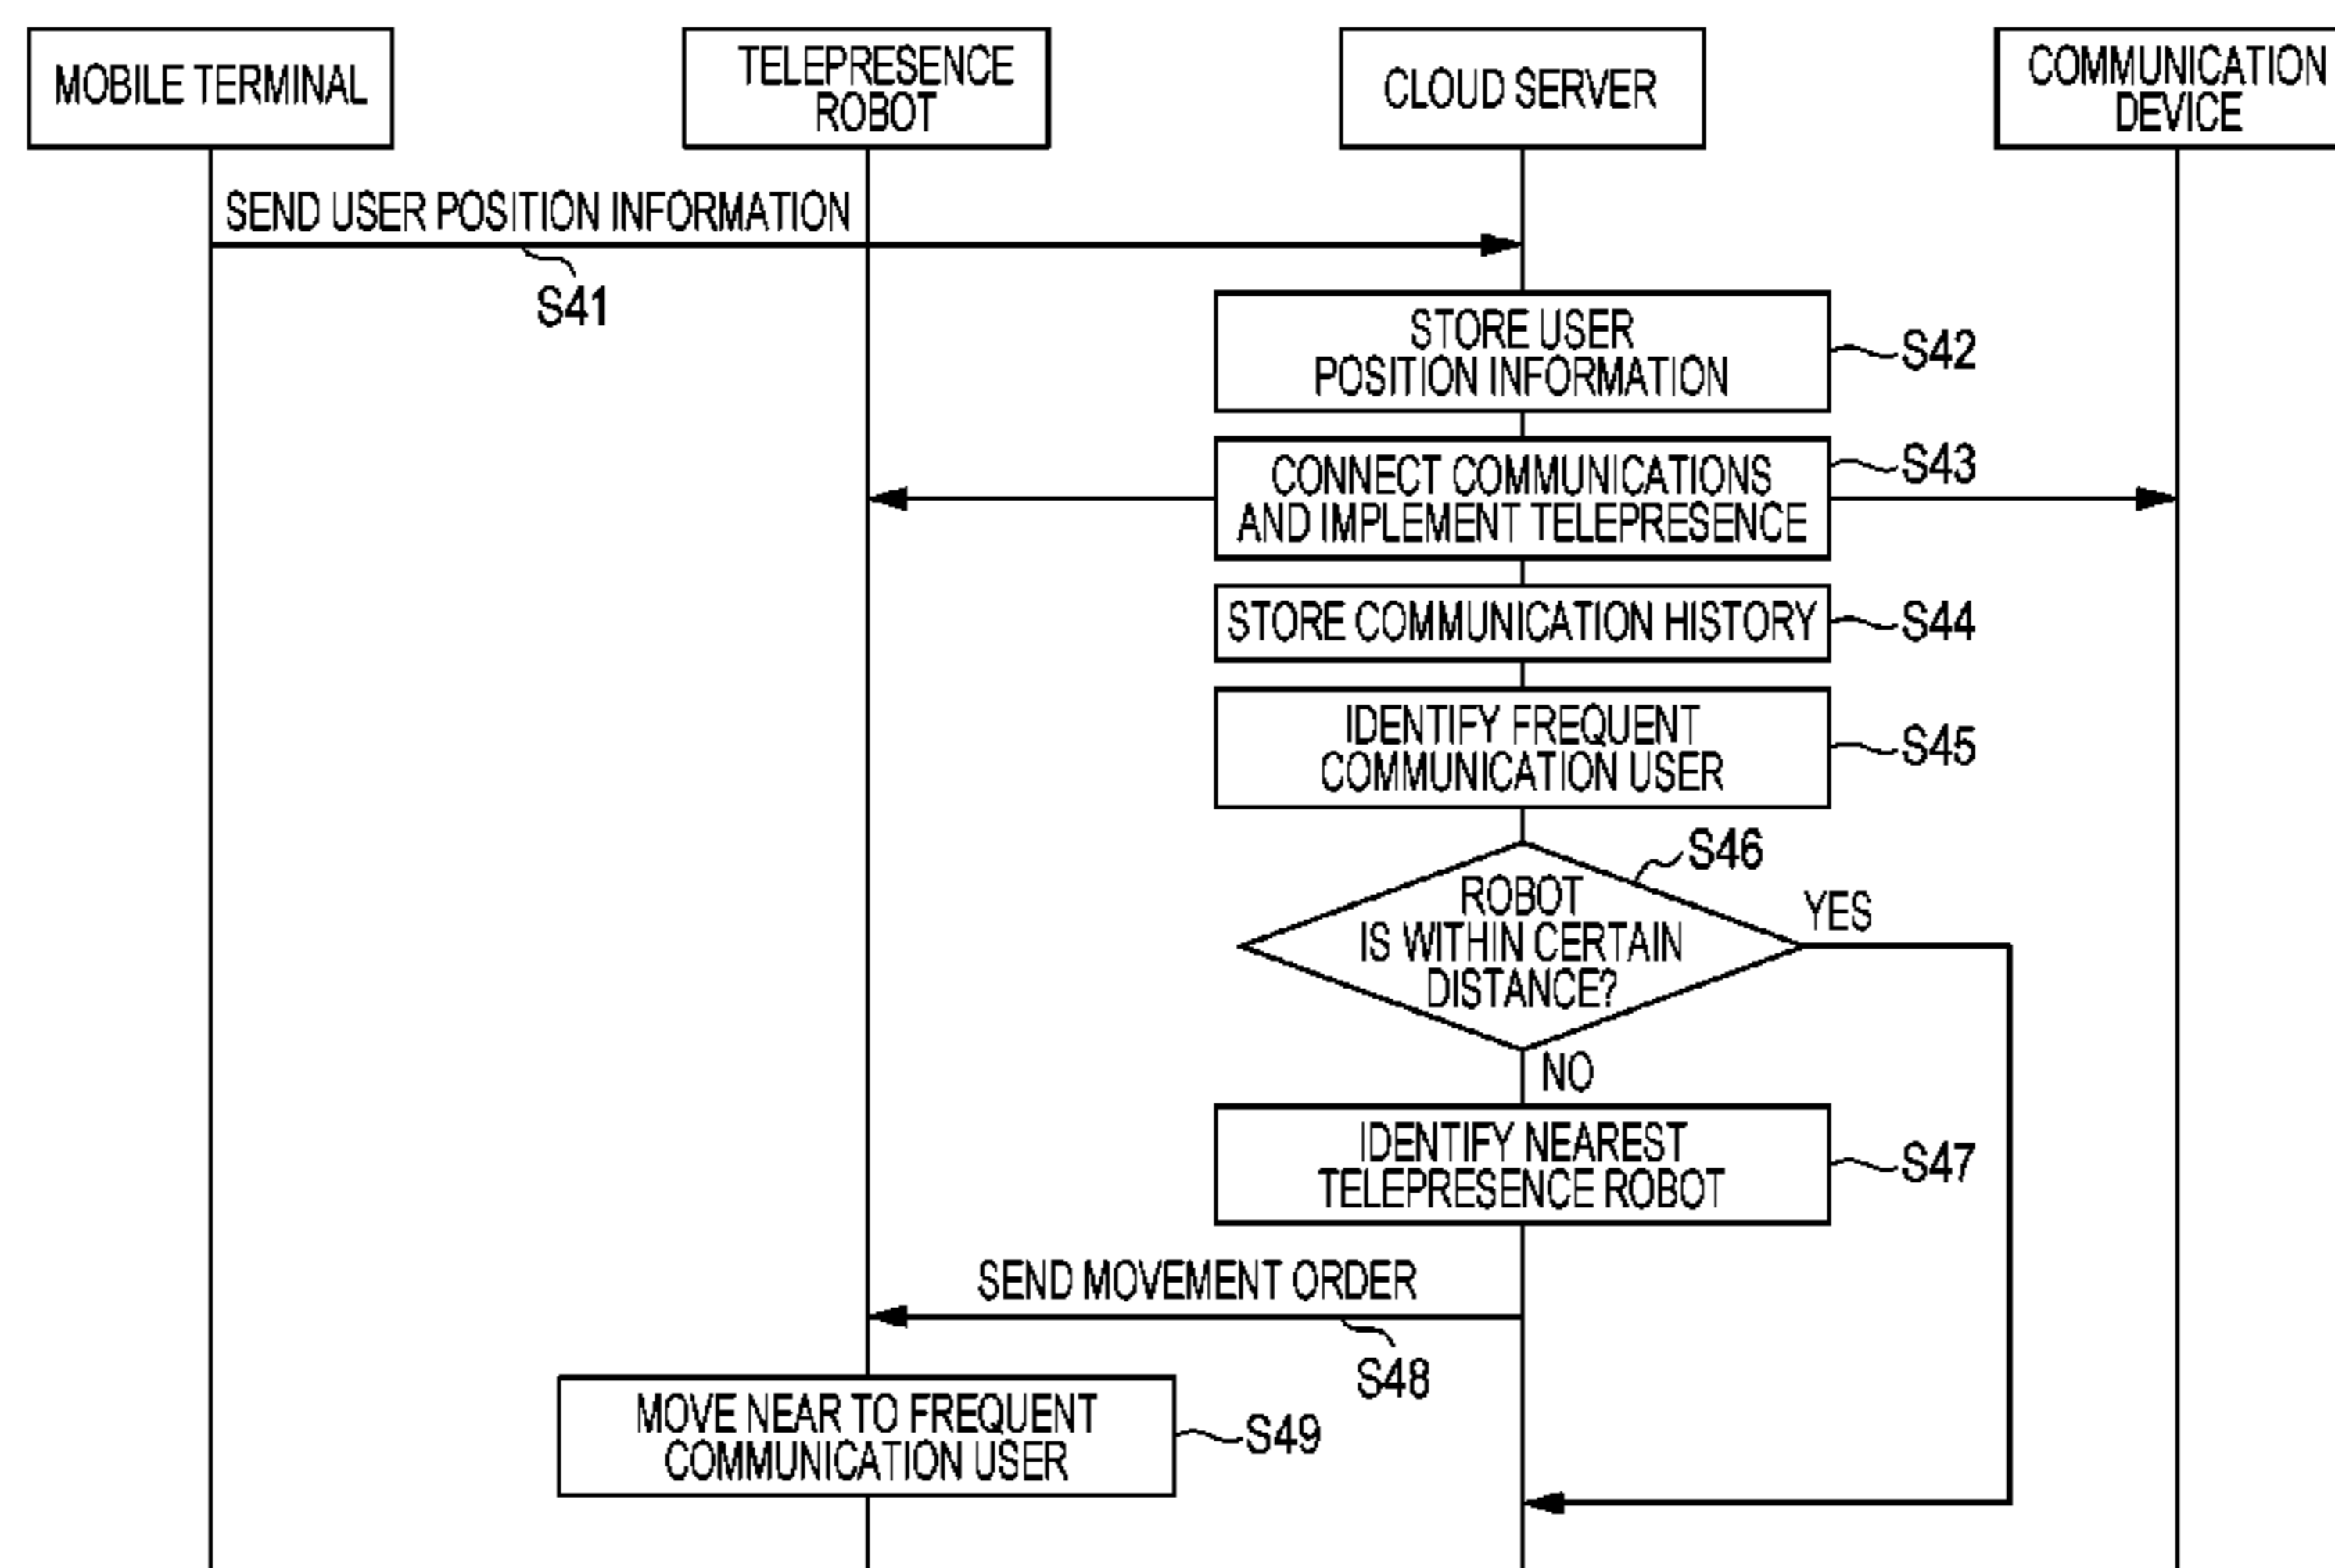 MOBILE TERMINAL
TELEPRESENCE
ROBOT
CLOUD SERVER
COMMUNICATION
DEVICE
SEND USER POSITION INFORMATION
S41
STORE USER
POSITION INFORMATION
S42
CONNECT COMMUNICATIONS
AND IMPLEMENT TELEPRESENCE
S43
STORE COMMUNICATION HISTORY
S44
IDENTIFY FREQUENT
COMMUNICATION USER
S45
S46
ROBOT
IS WITHIN CERTAIN
DISTANCE?
YES
NO
IDENTIFY NEAREST
TELEPRESENCE ROBOT
S47
SEND MOVEMENT ORDER
S48
MOVE NEAR TO FREQUENT
COMMUNICATION USER
S49